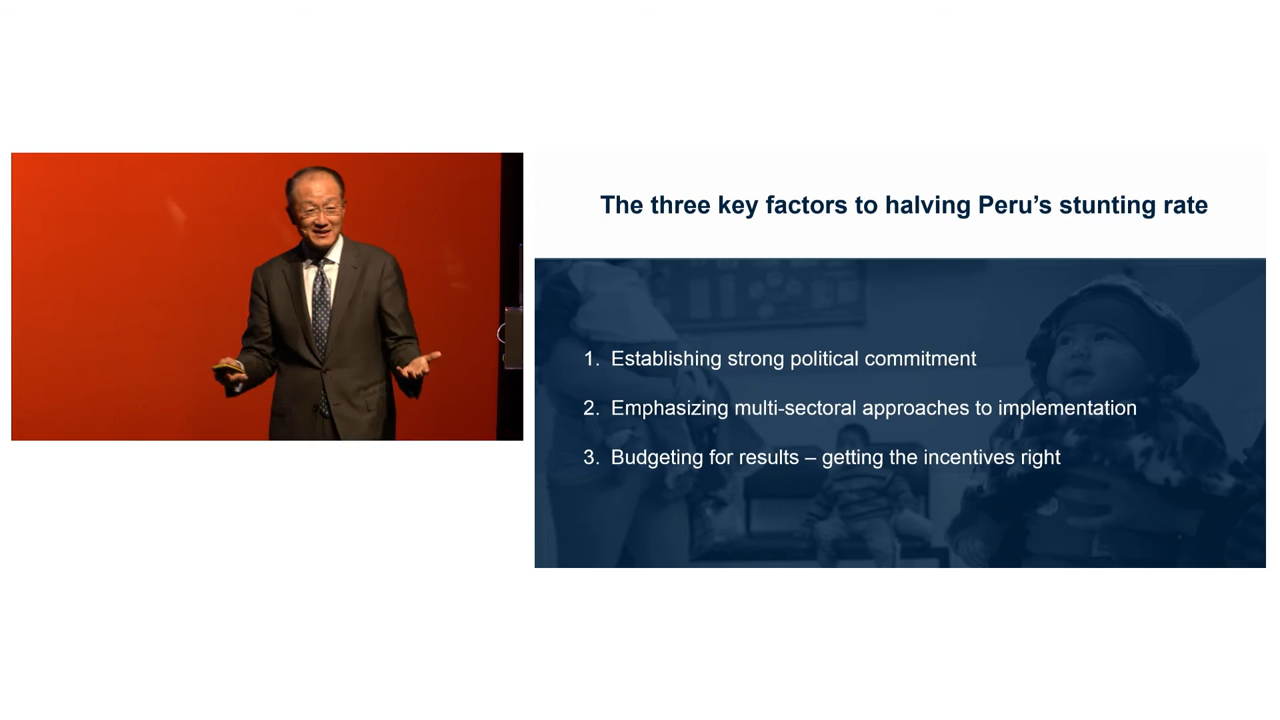 The three key factors to halving Peru’s stunting rate
1. Establishing strong political commitment
2. Emphasizing multi-sectoral approaches to implementation
3. Budgeting for results – getting the incentives right